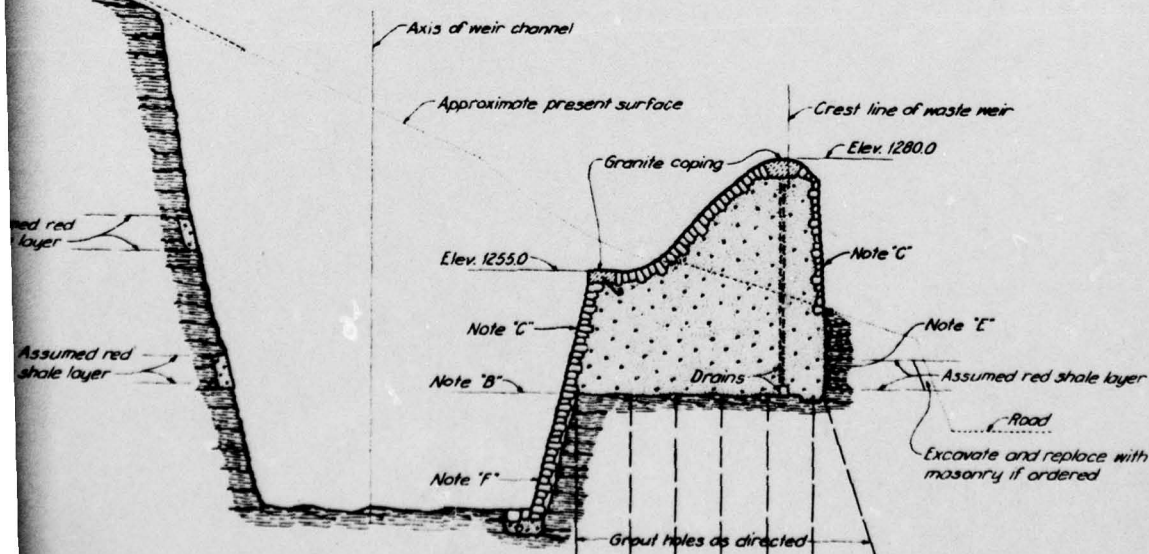 Axis of weir channel
Approximate present surface
Crest line of waste weir
Granite coping
Elev. 1280.0
red
layer
Elev. 1255.0
Note "C"
Note "C"
Note "E"
Assumed red
shale layer
Note "B"
Drains
Assumed red shale layer
Road
Excavate and replace with
masonry if ordered
Note "F"
Grout holes as directed